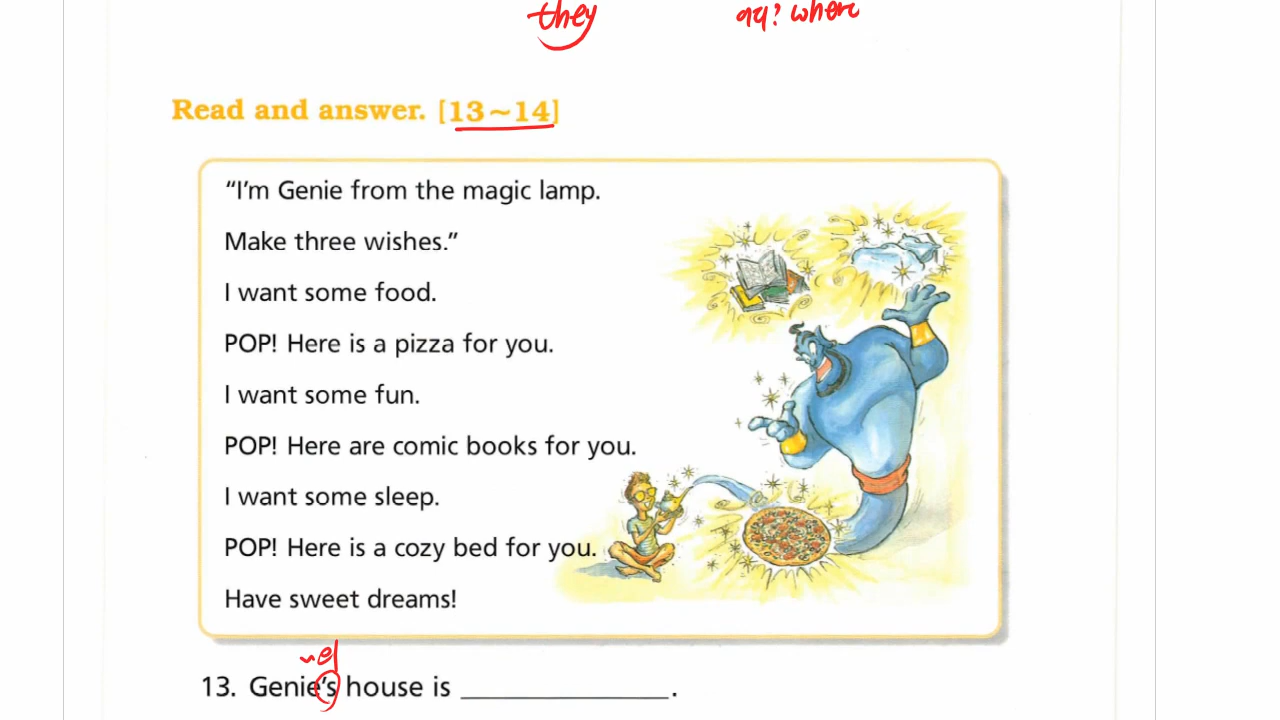 they
where
Read and answer. [13~14]
“I’m Genie from the magic lamp.
Make three wishes.”
I want some food.
POP! Here is a pizza for you.
I want some fun.
POP! Here are comic books for you.
I want some sleep.
POP! Here is a cozy bed for you.
Have sweet dreams!
~의
13. Genie’s house is ______________.